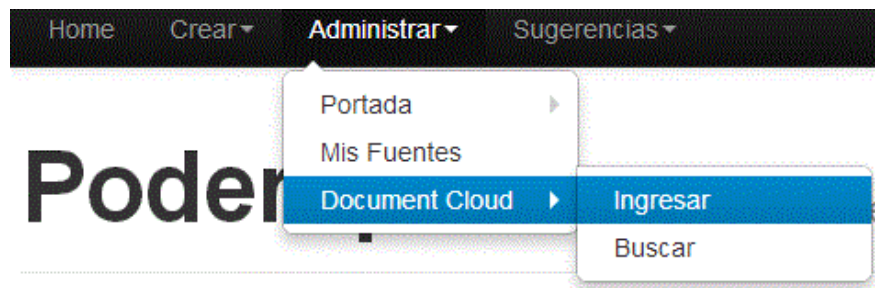 Home Crear Administrar Sugerencias
Portada
Mis Fuentes
Poder
Document Cloud Ingresar
Buscar